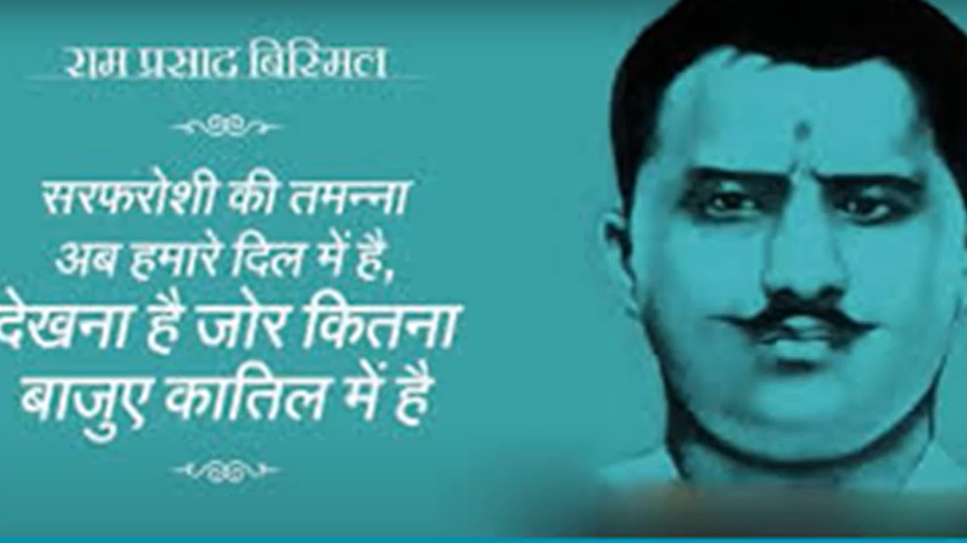 राम प्रसाद बिस्मिल
सरफरोशी की तमन्ना
अब हमारे दिल में है,
देखना है जोर कितना
बाजुए कातिल में है